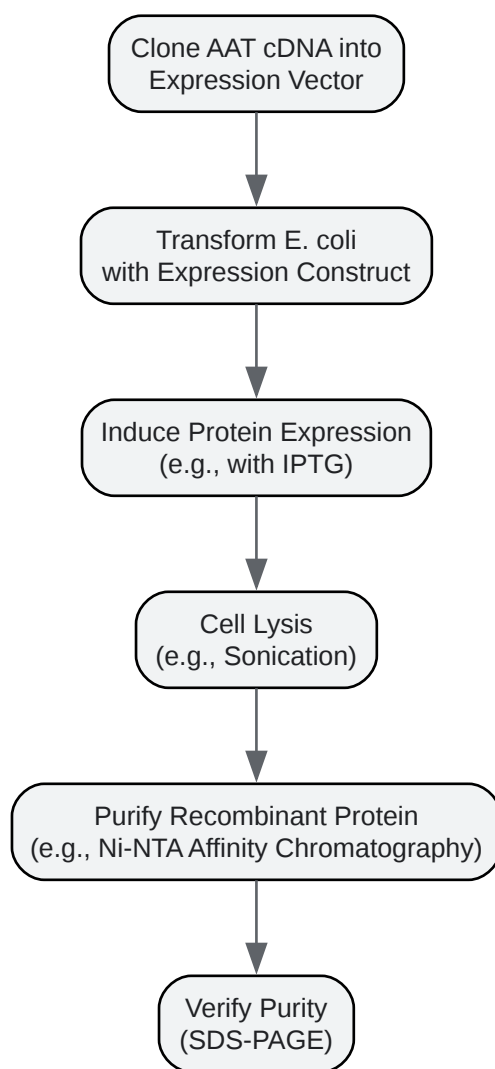 Clone AAT cDNA into
Expression Vector
Transform E. coli
with Expression Construct
Induce Protein Expression
(e.g., with IPTG)
Cell Lysis
(e.g., Sonication)
Purify Recombinant Protein
(e.g., Ni-NTA Affinity Chromatography)
Verify Purity
(SDS-PAGE)